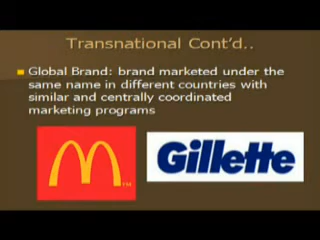 Transnational Cont'd..
Global Brand: brand marketed under the
same name in different countries with
similar and centrally coordinated
marketing programs
M TM
Gillette